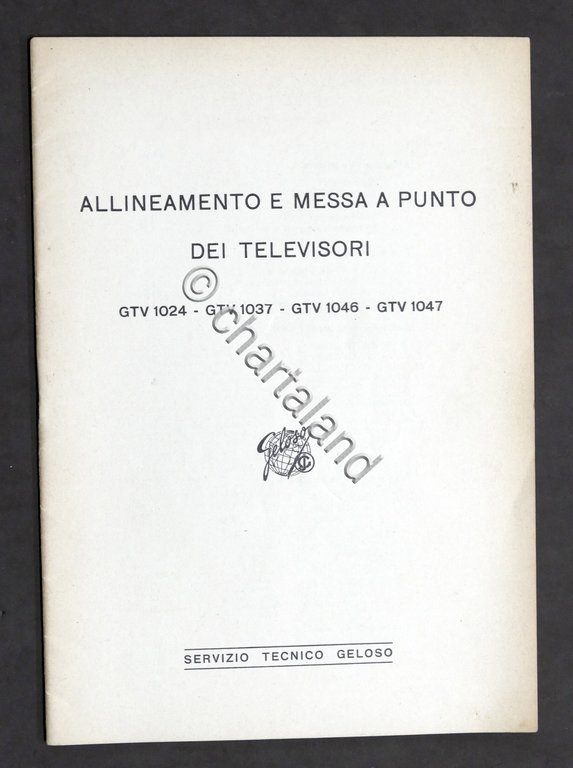 ALLINEAMENTO E MESSA A PUNTO
DEI TELEVISORI
GTV 1024 - GTV 1037 - GTV 1046 - GTV 1047
© chartaland
Geloso
SERVIZIO TECNICO GELOSO